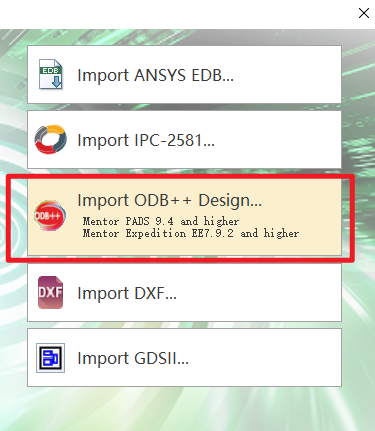 EDB
Import ANSYS EDB...
Import IPC-2581...
ODB++
Import ODB++ Design...
Mentor PADS 9.4 and higher
Mentor Expedition EE7.9.2 and higher
DXF
Import DXF...
Import GDSII...